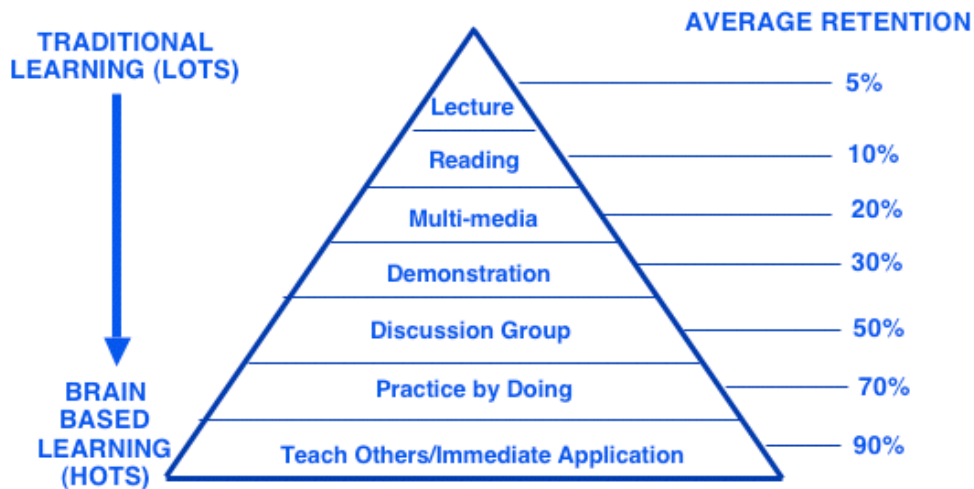 AVERAGE RETENTION
TRADITIONAL
LEARNING (LOTS)
5%
Lecture
Reading
10%
Multi-media
20%
Demonstration
30%
Discussion Group
50%
Practice by Doing
70%
BRAIN
BASED
LEARNING
(HOTS)
Teach Others/Immediate Application
90%